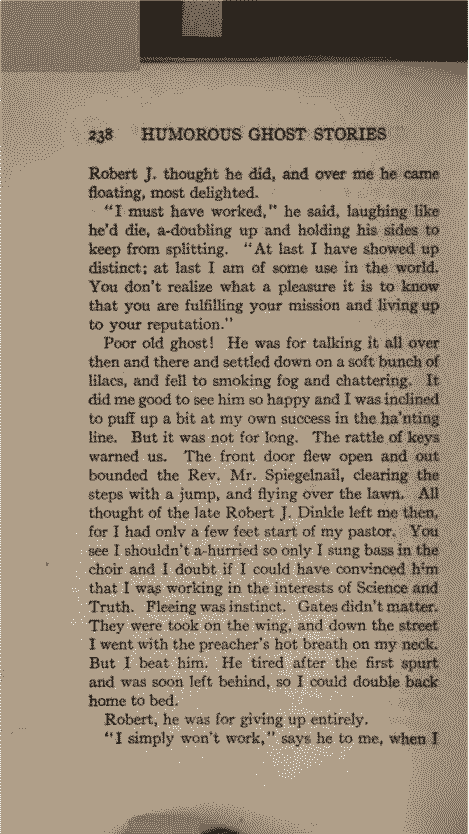 238 HUMOROUS GHOST STORIES
Robert J. thought he did, and over me he came
floating, most delighted.
"I must have worked," he said, laughing like
he'd die, a-doubling up and holding his sides to
keep from splitting. "At last I have showed up
distinct; at last I am of some use in the world.
You don't realize what a pleasure it is to know
that you are fulfilling your mission and living up
to your reputation."
Poor old ghost! He was for talking it all over
then and there and settled down on a soft bunch of
lilacs, and fell to smoking fog and chattering. It
did me good to see him so happy and I was inclined
to puff up a bit at my own success in the ha'nting
line. But it was not for long. The rattle of keys
warned us. The front door flew open and out
bounded the Rev. Mr. Spiegelnail, clearing the
steps with a jump, and flying over the lawn. All
thought of the late Robert J. Dinkle left me then,
for I had only a few feet start of my pastor. You
see I shouldn't a-hurried so only I sung bass in the
choir and I doubt if I could have convinced him
that I was working in the interests of Science and
Truth. Fleeing was instinct. Gates didn't matter.
They were took on the wing, and down the street
I went with the preacher's hot breath on my neck.
But I beat him. He tired after the first spurt
and was soon left behind, so I could double back
home to bed.
Robert, he was for giving up entirely.
"I simply won't work," says he to me, when I